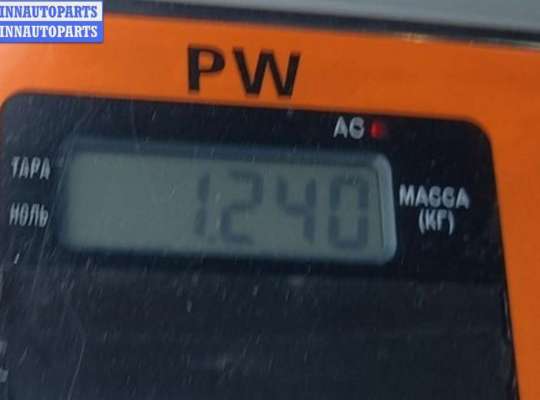 INNAUTOPARTS
INNAUTOPARTS
PW
AC
ТАРА
НОЛЬ
1.240
МАССА
(КГ)